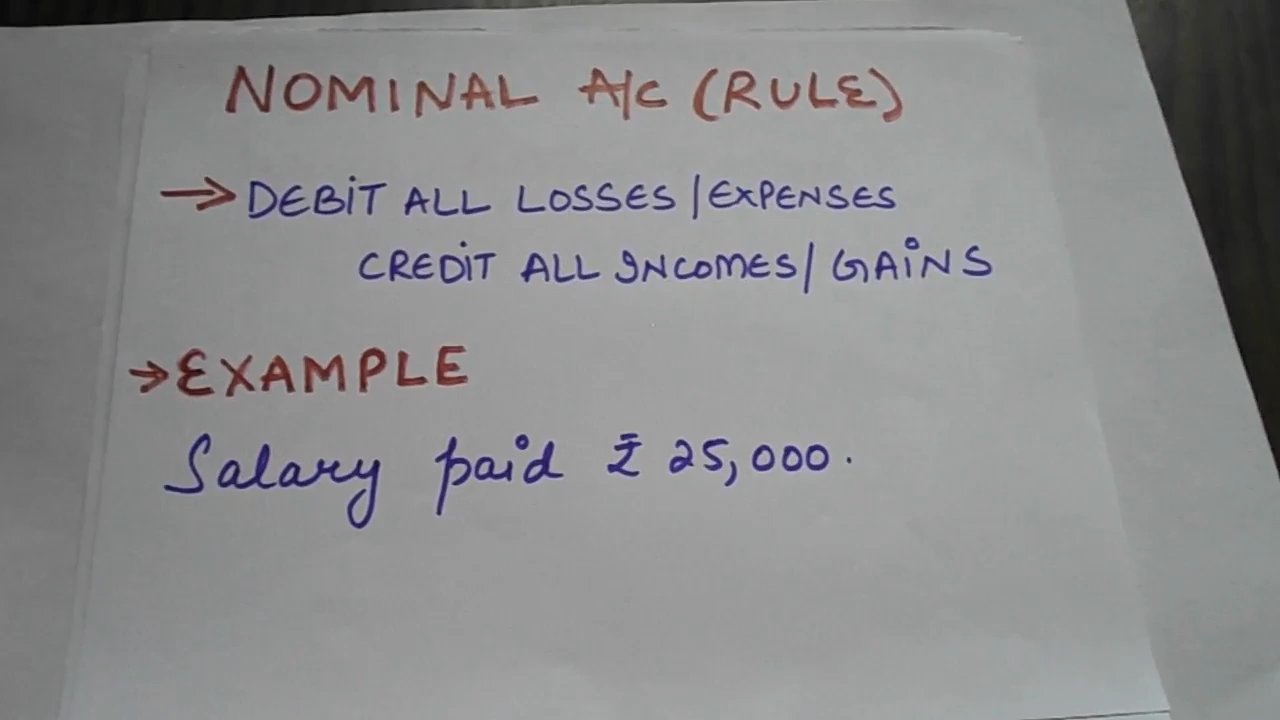 NOMINAL A/C (RULE)
→ DEBIT ALL LOSSES/EXPENSES
CREDIT ALL INCOMES/GAINS
→ EXAMPLE
Salary paid ₹ 25,000.